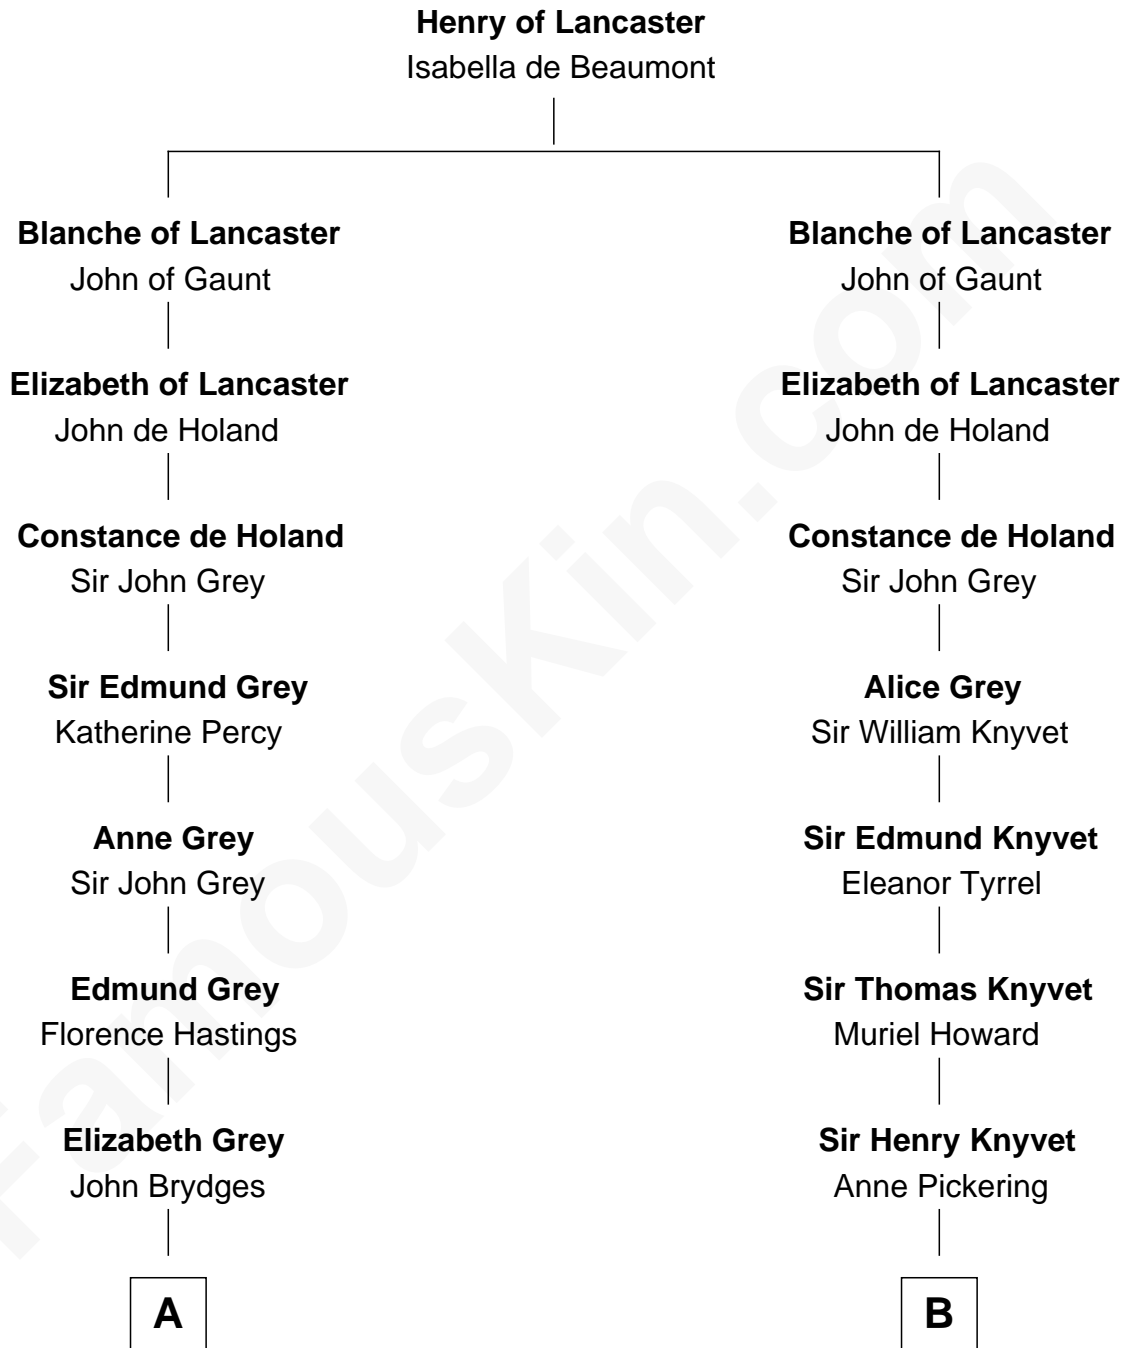 Henry of Lancaster
Isabella de Beaumont
Blanche of Lancaster
John of Gaunt
Elizabeth of Lancaster
John de Holand
Constance de Holand
Sir John Grey
Sir Edmund Grey
Katherine Percy
Anne Grey
Sir John Grey
Edmund Grey
Florence Hastings
Elizabeth Grey
John Brydges
A
Blanche of Lancaster
John of Gaunt
Elizabeth of Lancaster
John de Holand
Constance de Holand
Sir John Grey
Alice Grey
Sir William Knyvet
Sir Edmund Knyvet
Eleanor Tyrrel
Sir Thomas Knyvet
Muriel Howard
Sir Henry Knyvet
Anne Pickering
B
FamousKin.com